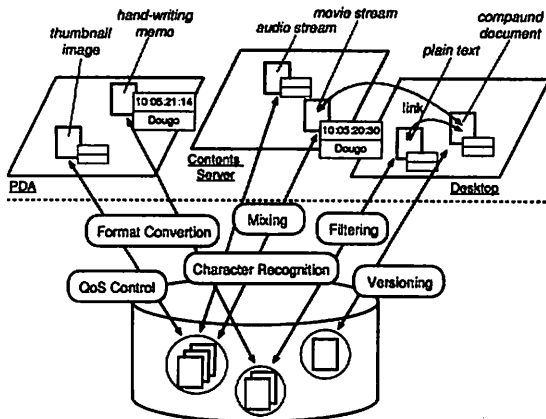 hand-writing
memo
thumbnail
image
movie stream
audio stream
compaund
document
plain text
10:05:21:14
Dougo
link
10:05:20:30
Dougo
PDA
Contents
Server
Desktop
Mixing
Format Convertion
Filtering
Character Recognition
QoS Control
Versioning